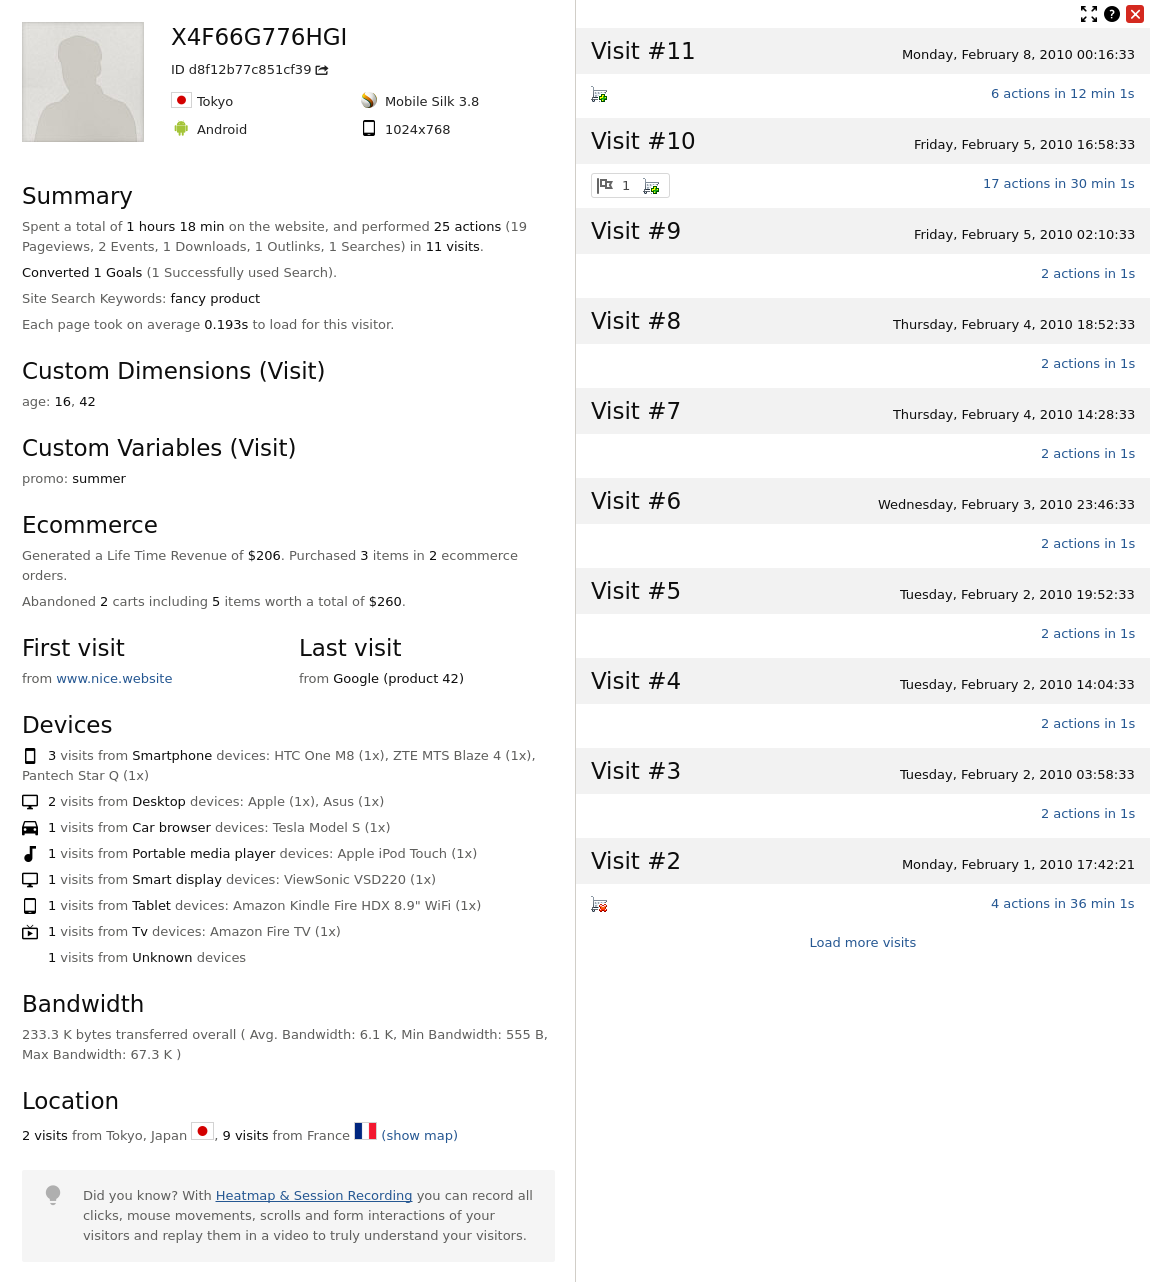 X4F66G776HGI
ID d8f12b77c851cf39
Tokyo
Mobile Silk 3.8
Android
1024x768
Summary
Spent a total of 1 hours 18 min on the website, and performed 25 actions (19
Pageviews, 2 Events, 1 Downloads, 1 Outlinks, 1 Searches) in 11 visits.
Converted 1 Goals (1 Successfully used Search).
Site Search Keywords: fancy product
Each page took on average 0.193s to load for this visitor.
Custom Dimensions (Visit)
age: 16, 42
Custom Variables (Visit)
promo: summer
Ecommerce
Generated a Life Time Revenue of $206. Purchased 3 items in 2 ecommerce
orders.
Abandoned 2 carts including 5 items worth a total of $260.
First visit
from www.nice.website
Last visit
from Google (product 42)
Devices
3 visits from Smartphone devices: HTC One M8 (1x), ZTE MTS Blaze 4 (1x),
Pantech Star Q (1x)
2 visits from Desktop devices: Apple (1x), Asus (1x)
1 visits from Car browser devices: Tesla Model S (1x)
1 visits from Portable media player devices: Apple iPod Touch (1x)
1 visits from Smart display devices: ViewSonic VSD220 (1x)
1 visits from Tablet devices: Amazon Kindle Fire HDX 8.9" WiFi (1x)
1 visits from Tv devices: Amazon Fire TV (1x)
1 visits from Unknown devices
Bandwidth
233.3 K bytes transferred overall ( Avg. Bandwidth: 6.1 K, Min Bandwidth: 555 B,
Max Bandwidth: 67.3 K )
Location
2 visits from Tokyo, Japan , 9 visits from France (show map)
Did you know? With Heatmap & Session Recording you can record all
clicks, mouse movements, scrolls and form interactions of your
visitors and replay them in a video to truly understand your visitors.
Visit #11
Monday, February 8, 2010 00:16:33
6 actions in 12 min 1s
Visit #10
Friday, February 5, 2010 16:58:33
1
17 actions in 30 min 1s
Visit #9
Friday, February 5, 2010 02:10:33
2 actions in 1s
Visit #8
Thursday, February 4, 2010 18:52:33
2 actions in 1s
Visit #7
Thursday, February 4, 2010 14:28:33
2 actions in 1s
Visit #6
Wednesday, February 3, 2010 23:46:33
2 actions in 1s
Visit #5
Tuesday, February 2, 2010 19:52:33
2 actions in 1s
Visit #4
Tuesday, February 2, 2010 14:04:33
2 actions in 1s
Visit #3
Tuesday, February 2, 2010 03:58:33
2 actions in 1s
Visit #2
Monday, February 1, 2010 17:42:21
4 actions in 36 min 1s
Load more visits